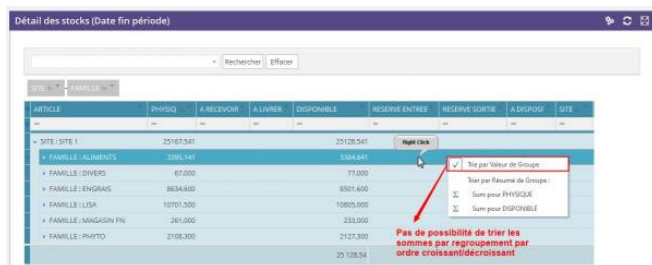 Détail des stocks (Date fin période)
Rechercher Effacer
SITE FAMILLE
ARTICLE PHYSIQ A RECEVOIR A LIVRER DISPONIBLE RESERVE ENTREE RESERVE SORTIE A DISPOSI SITE
SITE : SITE 1 25167,541 25128,541
Right Click
FAMILLE : ALIMENTS 3395,141 3384,641
Trie par Valeur de Groupe
FAMILLE : DIVERS 67,000 77,000
Trier par Résumé de Groupe :
FAMILLE : ENGRAIS 8634,600 8501,600
Σ Sum pour PHYSIQUE
FAMILLE : LISA 10701,500 10805,000
Σ Sum pour DISPONIBLE
FAMILLE : MAGASIN FN 261,000 233,000
FAMILLE : PHYTO 2108,300 2127,300
25 128,54
Pas de possibilité de trier les
sommes par regroupement par
ordre croissant/décroissant